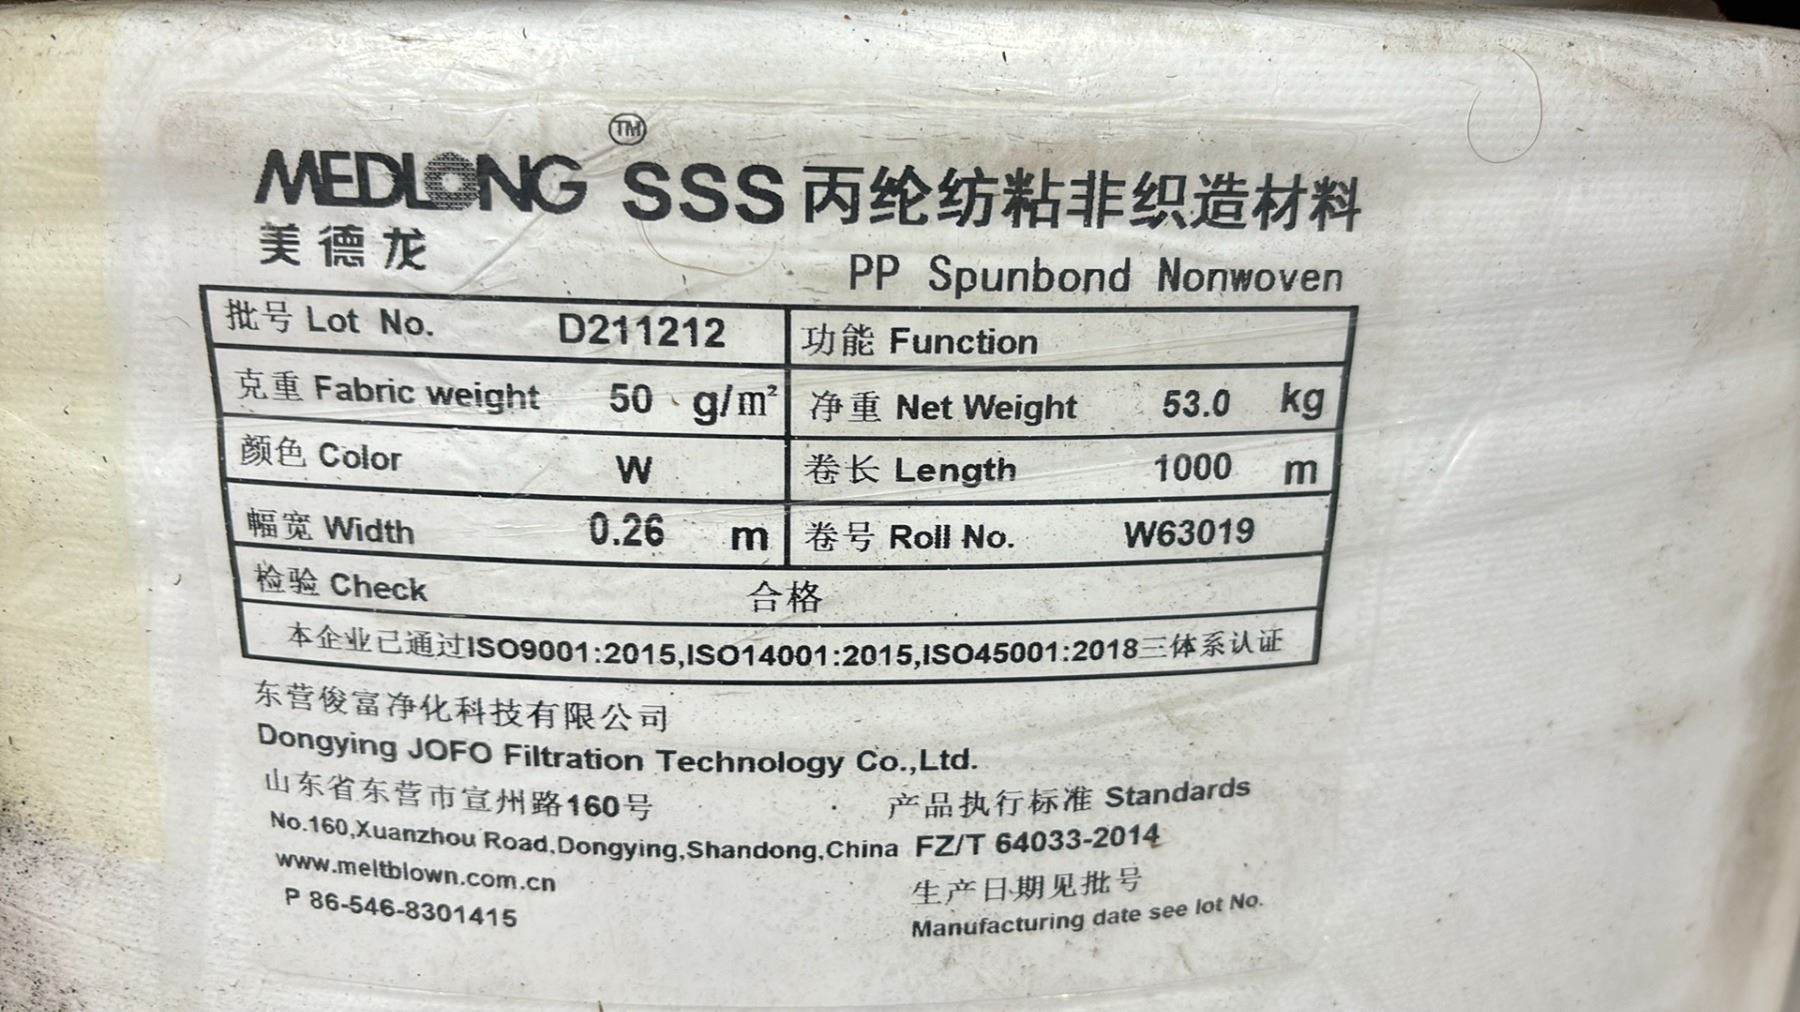 MEDLONG™ SSS 丙纶纺粘非织造材料
美德龙
PP Spunbond Nonwoven
批号 Lot No. D211212 功能 Function
克重 Fabric weight 50 g/m² 净重 Net Weight 53.0 kg
颜色 Color W 卷长 Length 1000 m
幅宽 Width 0.26 m 卷号 Roll No. W63019
检验 Check 合格
本企业已通过ISO9001:2015,ISO14001:2015,ISO45001:2018三体系认证
东营俊富净化科技有限公司
Dongying JOFO Filtration Technology Co.,Ltd.
山东省东营市宣州路160号
No.160,Xuanzhou Road,Dongying,Shandong,China
www.meltblown.com.cn
P 86-546-8301415
产品执行标准 Standards
FZ/T 64033-2014
生产日期见批号
Manufacturing date see lot No.